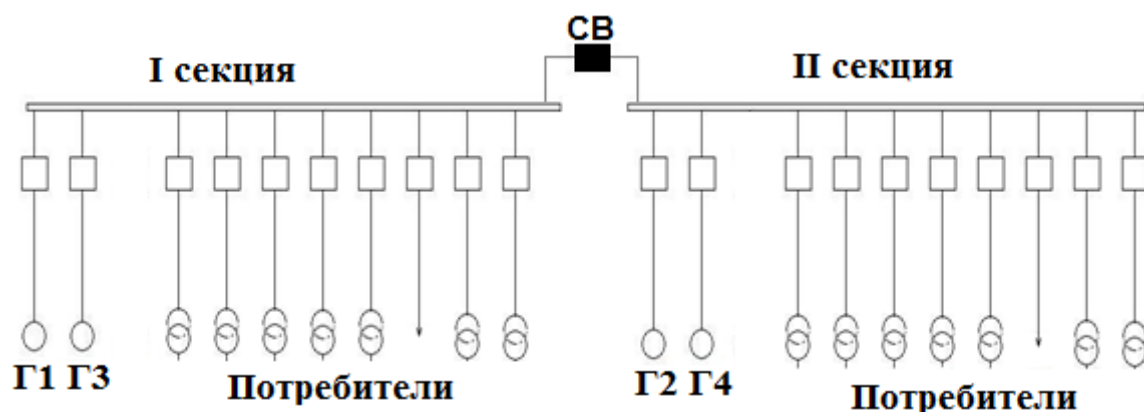 СВ
I секция
II секция
Г1 Г3
Потребители
Г2 Г4
Потребители